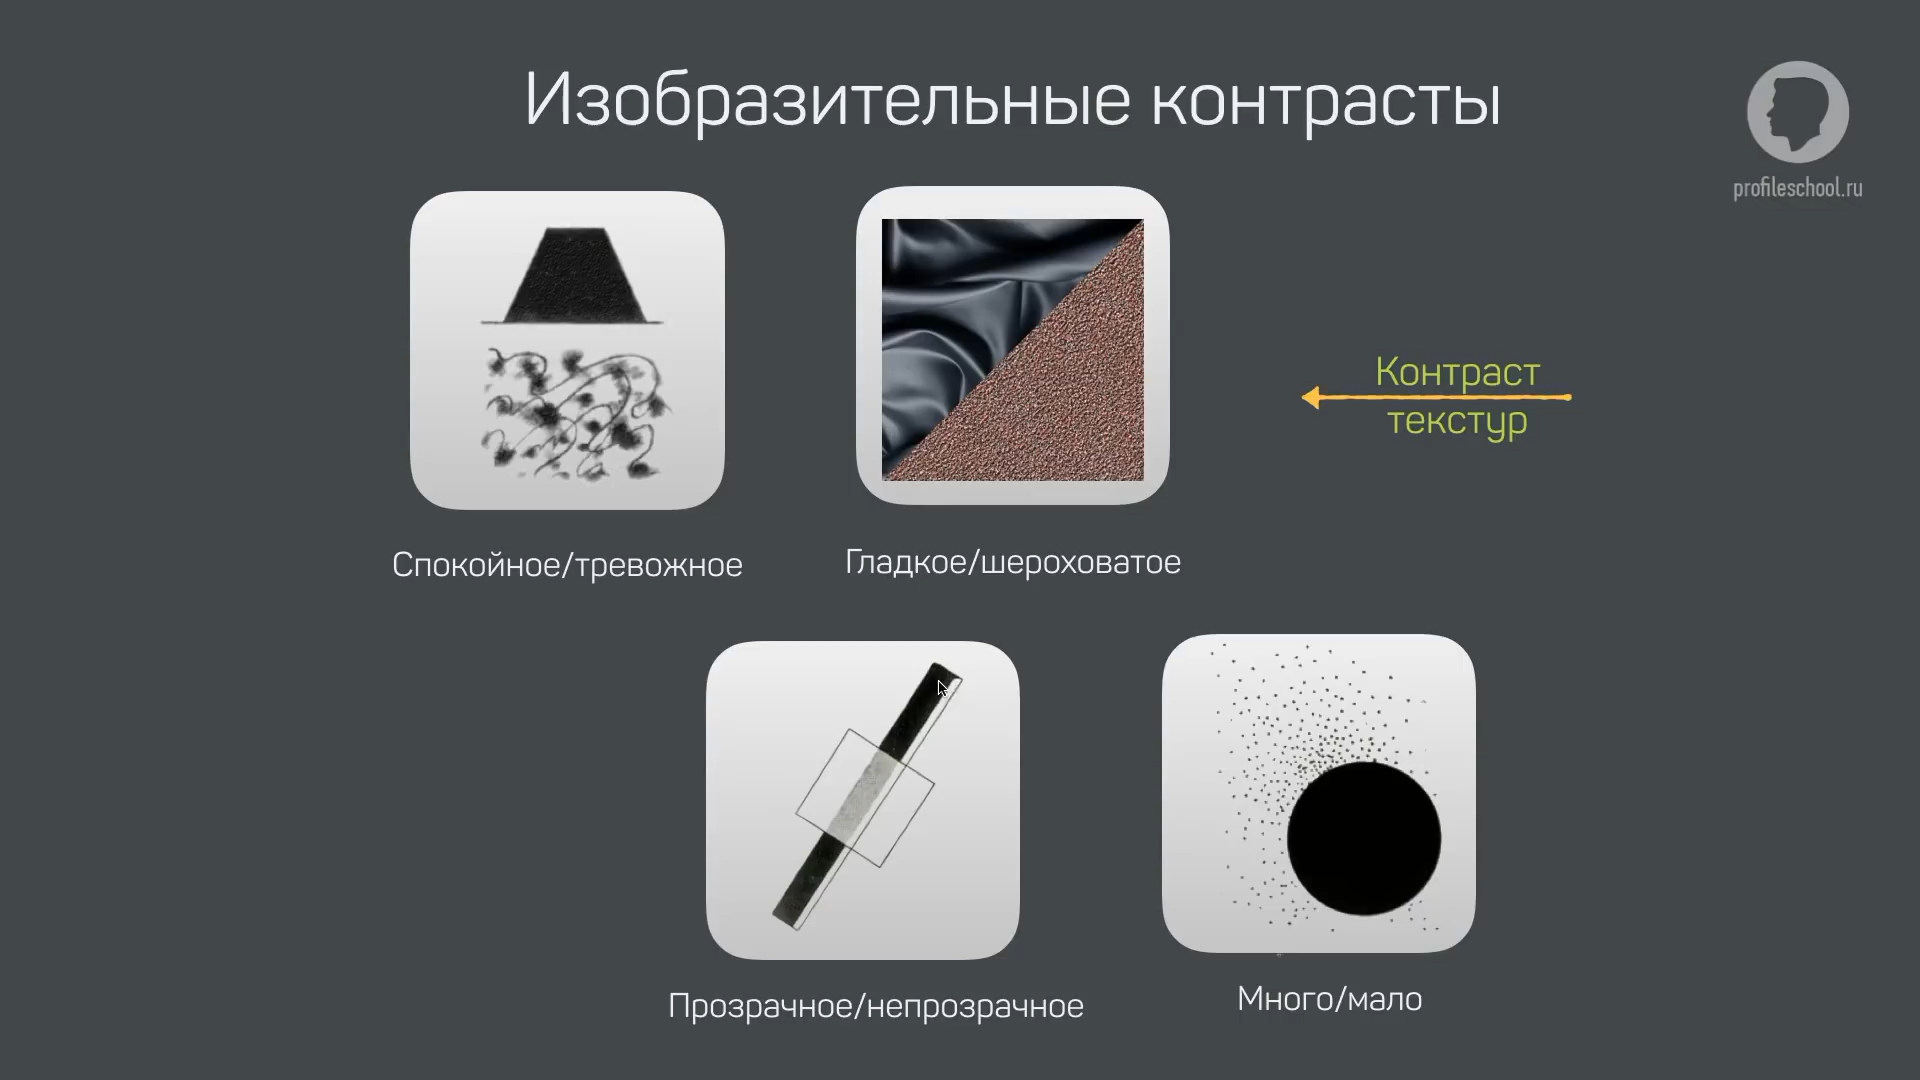 Изобразительные контрасты
profileschool.ru
Контраст
текстур
Спокойное/тревожное
Гладкое/шероховатое
Прозрачное/непрозрачное
Много/мало